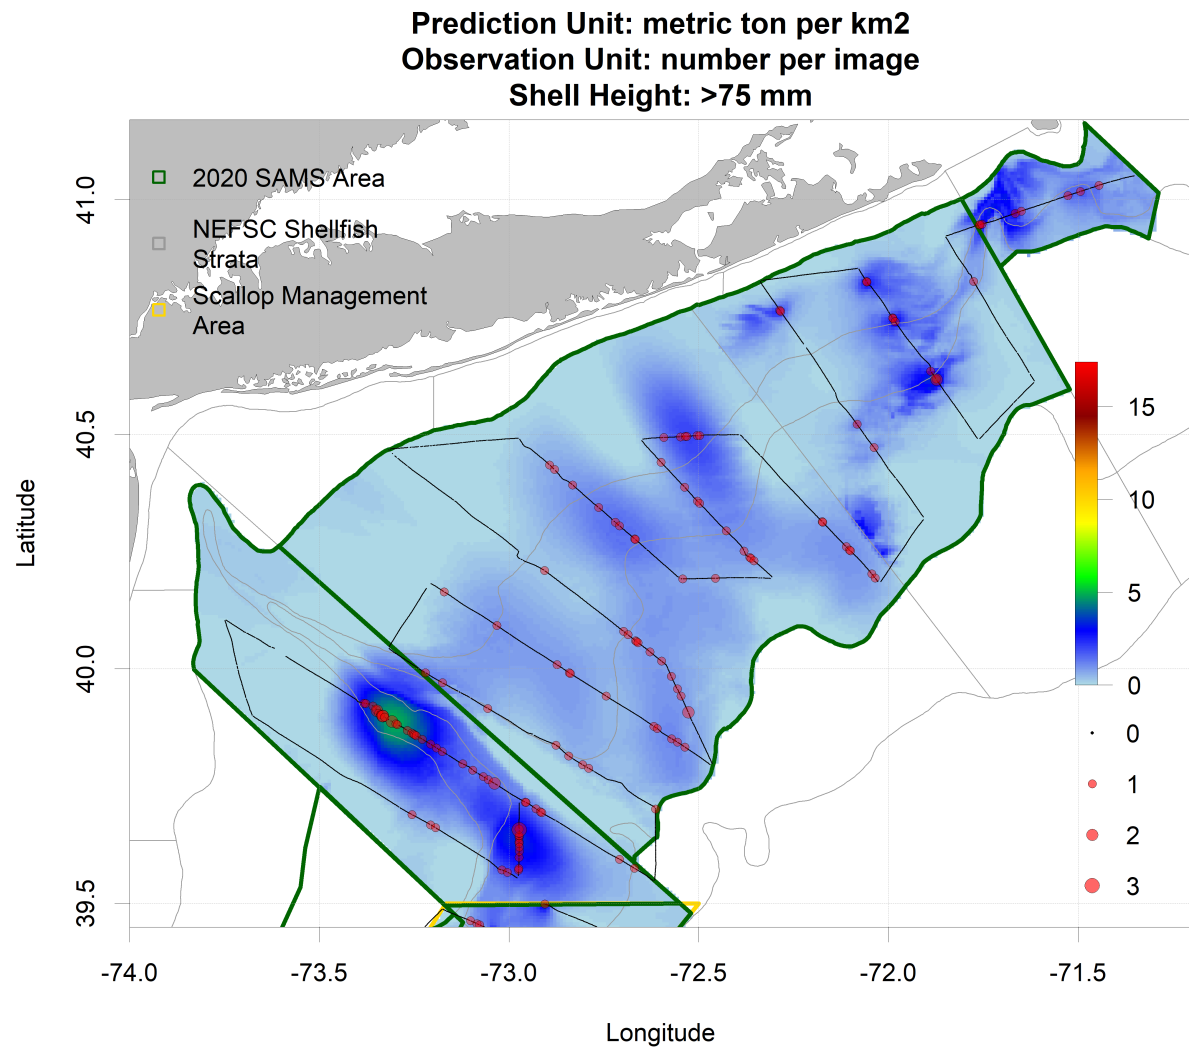 Prediction Unit: metric ton per km2
Observation Unit: number per image
Shell Height: >75 mm
2020 SAMS Area
NEFSC Shellfish
Strata
Scallop Management
Area
41.0
40.5
40.0
39.5
Latitude
15
10
5
0
0
1
2
3
-74.0
-73.5
-73.0
-72.5
-72.0
-71.5
Longitude